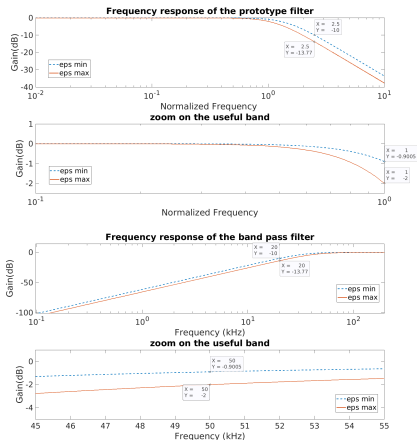 Frequency response of the prototype filter
Gain(dB)
0
-10
-20
-30
-40
X = 2.5
Y = -10
X = 2.5
Y = -13.77
eps min
eps max
10^-2
10^-1
10^0
10^1
Normalized Frequency
zoom on the useful band
Gain(dB)
1
0
-1
-2
X = 1
Y = -0.9005
X = 1
Y = -2
eps min
eps max
10^-1
10^0
Normalized Frequency
Frequency response of the band pass filter
Gain(dB)
0
-50
-100
X = 20
Y = -10
X = 20
Y = -13.77
eps min
eps max
10^-1
10^0
10^1
10^2
Frequency (kHz)
zoom on the useful band
Gain(dB)
0
-2
-4
X = 50
Y = -0.9005
X = 50
Y = -2
eps min
eps max
45
46
47
48
49
50
51
52
53
54
55
Frequency (kHz)